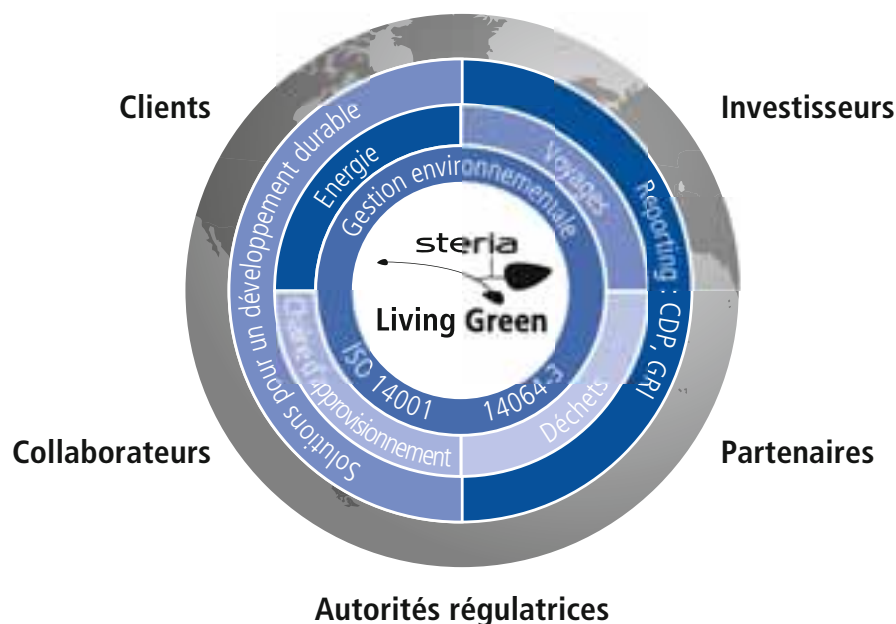 Clients
Investisseurs
Solutions pour un développement durable
Reporting : CDP, GRI
Energie
Voyages
Chaîne d'approvisionnement
Déchets
Gestion environnementale
ISO 14001
14064-3
steria
Living Green
Collaborateurs
Partenaires
Autorités régulatrices